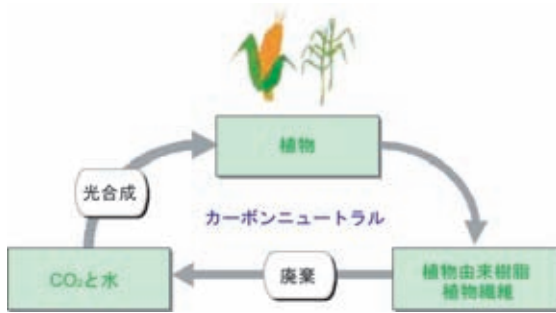 植物
光合成
カーボンニュートラル
CO₂と水
廃棄
植物由来樹脂
植物繊維